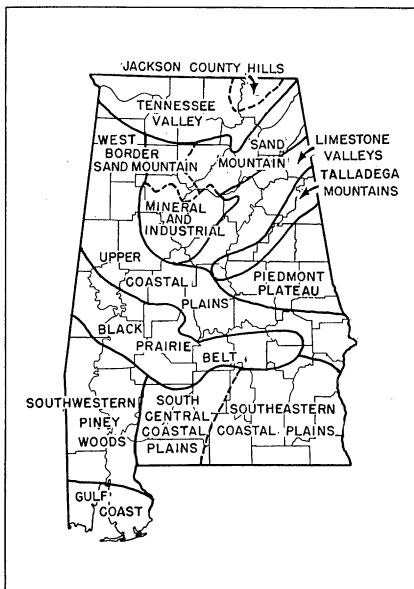 JACKSON COUNTY HILLS
TENNESSEE
VALLEY
WEST
BORDER
SAND MOUNTAIN
SAND
MOUNTAIN
LIMESTONE
VALLEYS
TALLADEGA
MOUNTAINS
MINERAL
AND
INDUSTRIAL
UPPER
COASTAL
PLAINS
PIEDMONT
PLATEAU
BLACK
PRAIRIE
BELT
SOUTHWESTERN
PINEY
WOODS
SOUTH
CENTRAL
COASTAL
PLAINS
SOUTHEASTERN
COASTAL PLAINS
GULF
COAST